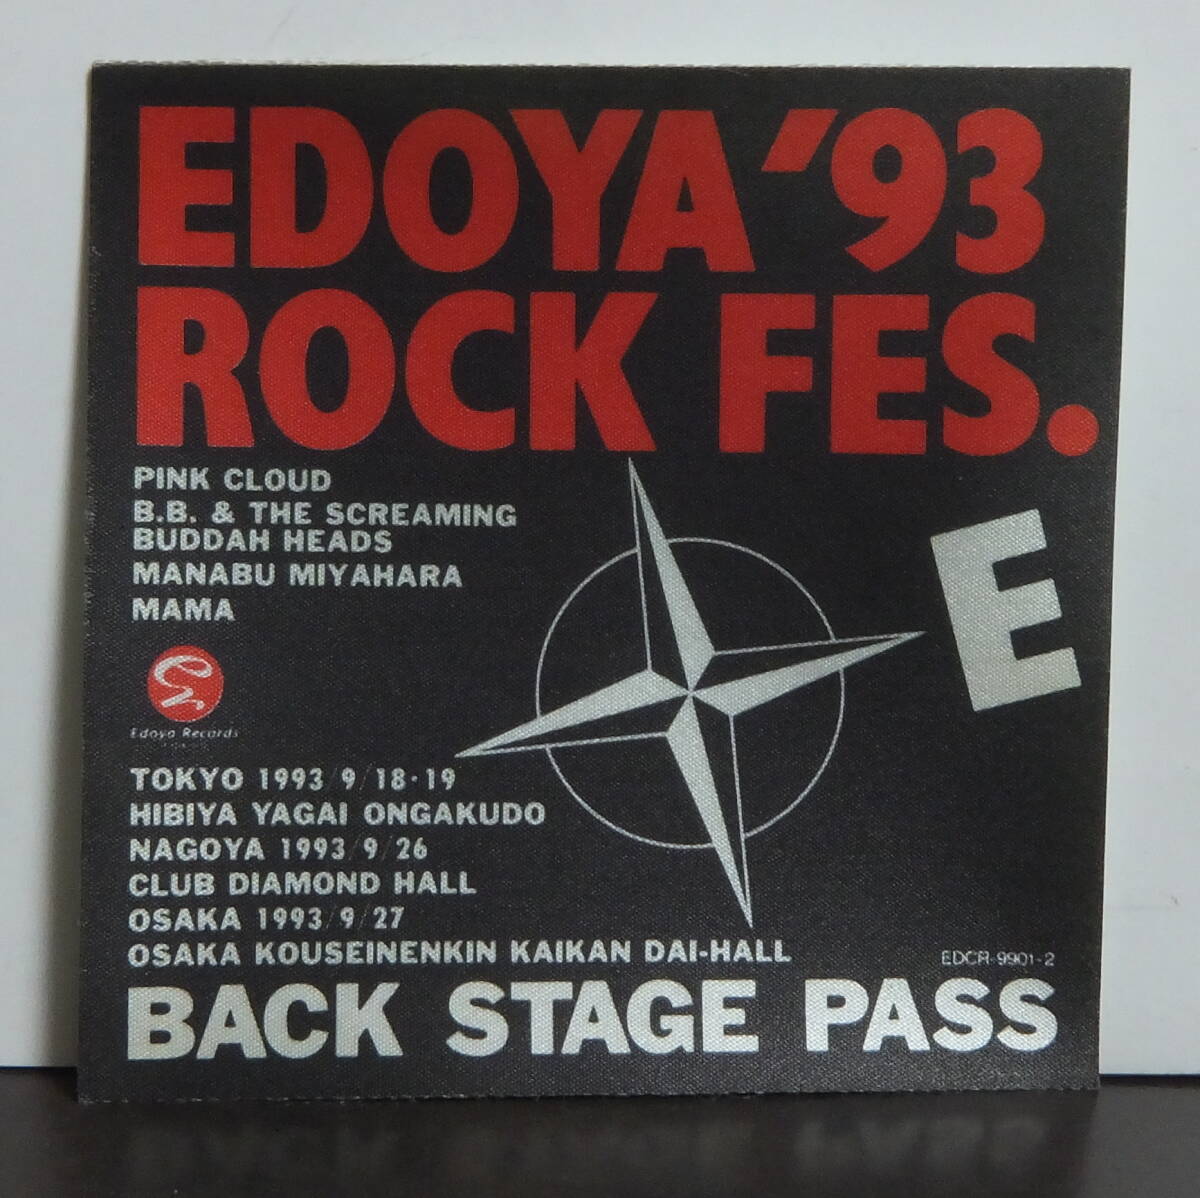 EDOYA '93
ROCK FES.
PINK CLOUD
B.B. & THE SCREAMING
BUDDAH HEADS
MANABU MIYAHARA
MAMA
E
Edoya Records
TOKYO 1993/9/18·19
HIBIYA YAGAI ONGAKUDO
NAGOYA 1993/9/26
CLUB DIAMOND HALL
OSAKA 1993/9/27
OSAKA KOUSEINENKIN KAIKAN DAI-HALL
EDCR-9901-2
BACK STAGE PASS